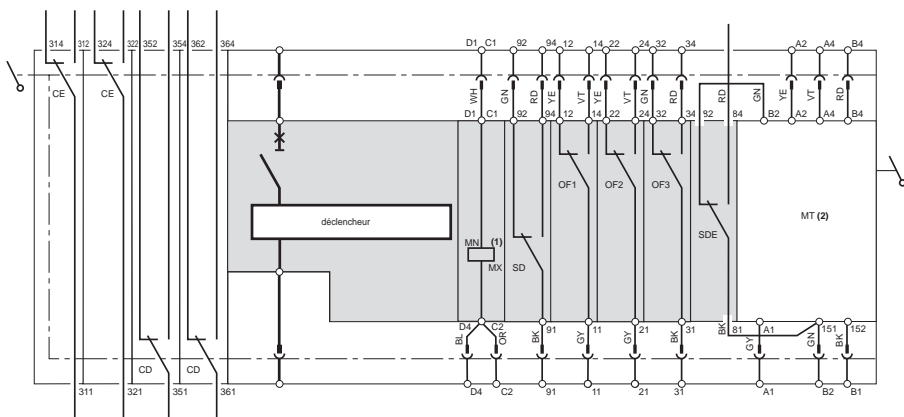 314 312 324 322 352 354 362 364 D1 C1 92 94 12 14 22 24 32 34 A2 A4 B4
CE CE WH GN RD YE VT YE VT GN RD RD GN YE VT RD
D1 C1 92 94 12 14 22 24 32 34 82 84 B2 A2 A4 B4
OF1 OF2 OF3
déclencheur
MT (2)
SDE
MN (1)
MX SD
D4 C2 91 11 21 31 81 A1 151 152
BL OR BK GY GY BK BK GY GN BK
CD CD
311 321 351 361 D4 C2 91 11 21 31 A1 B2 B1